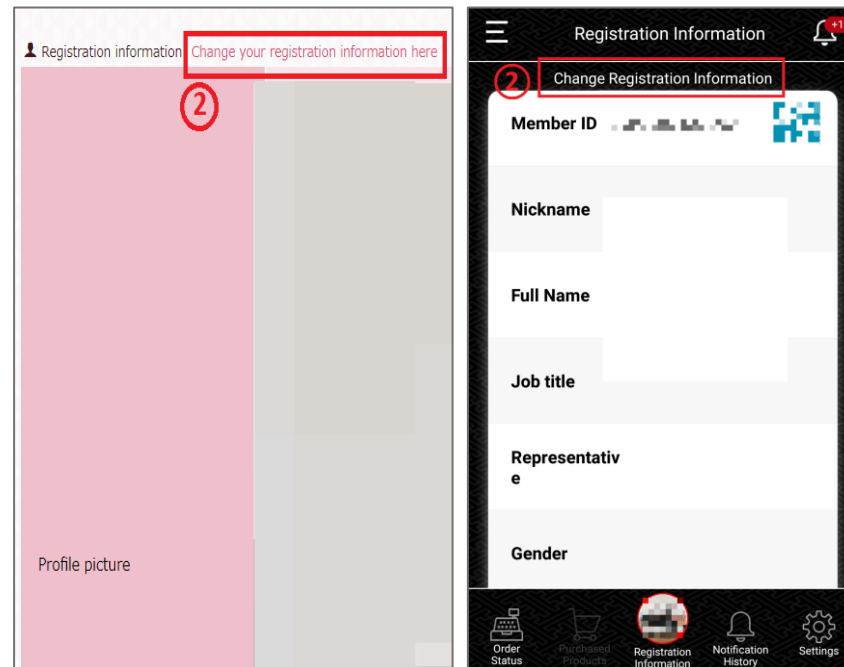 Registration information Change your registration information here
②
Profile picture
Registration Information
+1
② Change Registration Information
Member ID
Nickname
Full Name
Job title
Representativ
e
Gender
Order
Status
Purchased
Products
Registration
Information
Notification
History
Settings